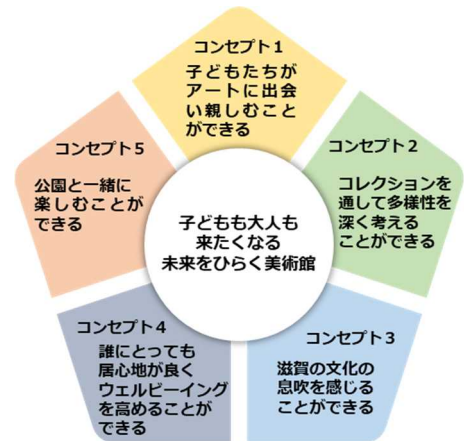 コンセプト1
子どもたちが
アートに出会
い親しむこと
ができる
コンセプト2
コレクションを
通して多様性を
深く考える
ことができる
コンセプト3
滋賀の文化の
息吹を感じる
ことができる
コンセプト4
誰にとっても
居心地が良く
ウェルビーイング
を高めることが
できる
コンセプト5
公園と一緒に
楽しむことが
できる
子どもも大人も
来たくなる
未来をひらく美術館